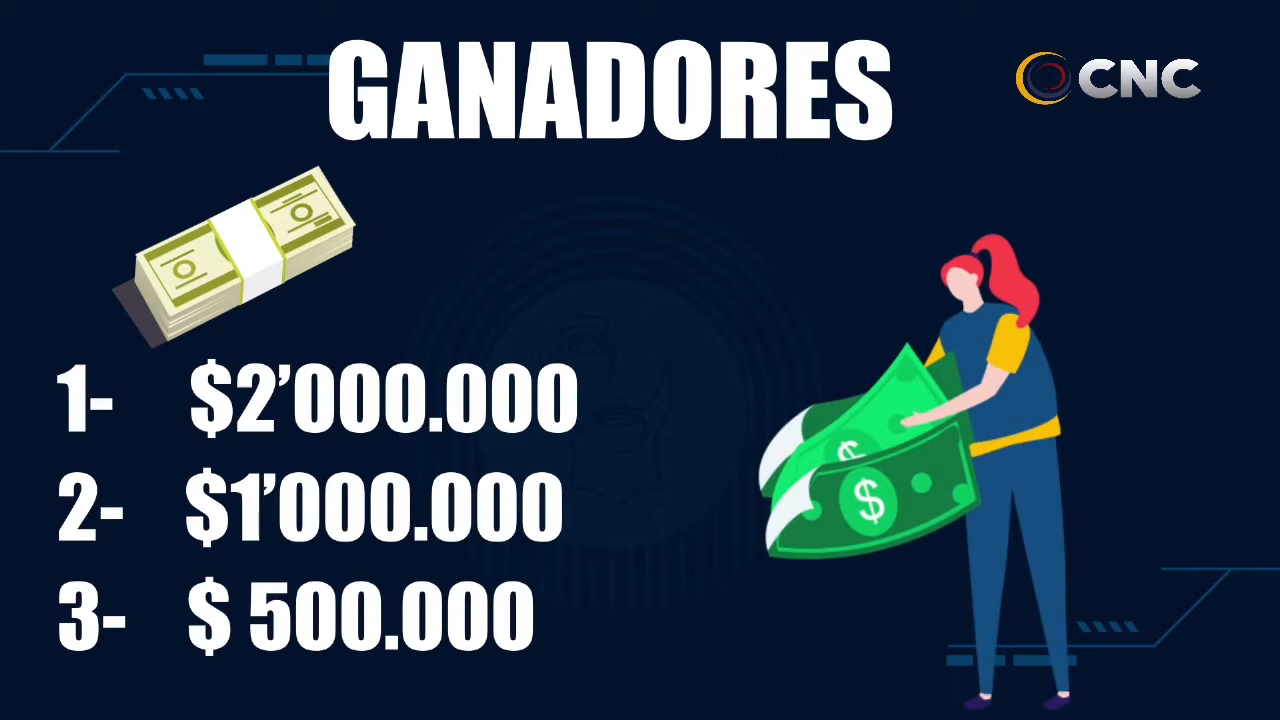 GANADORES
CNC
1- $2’000.000
2- $1’000.000
3- $ 500.000